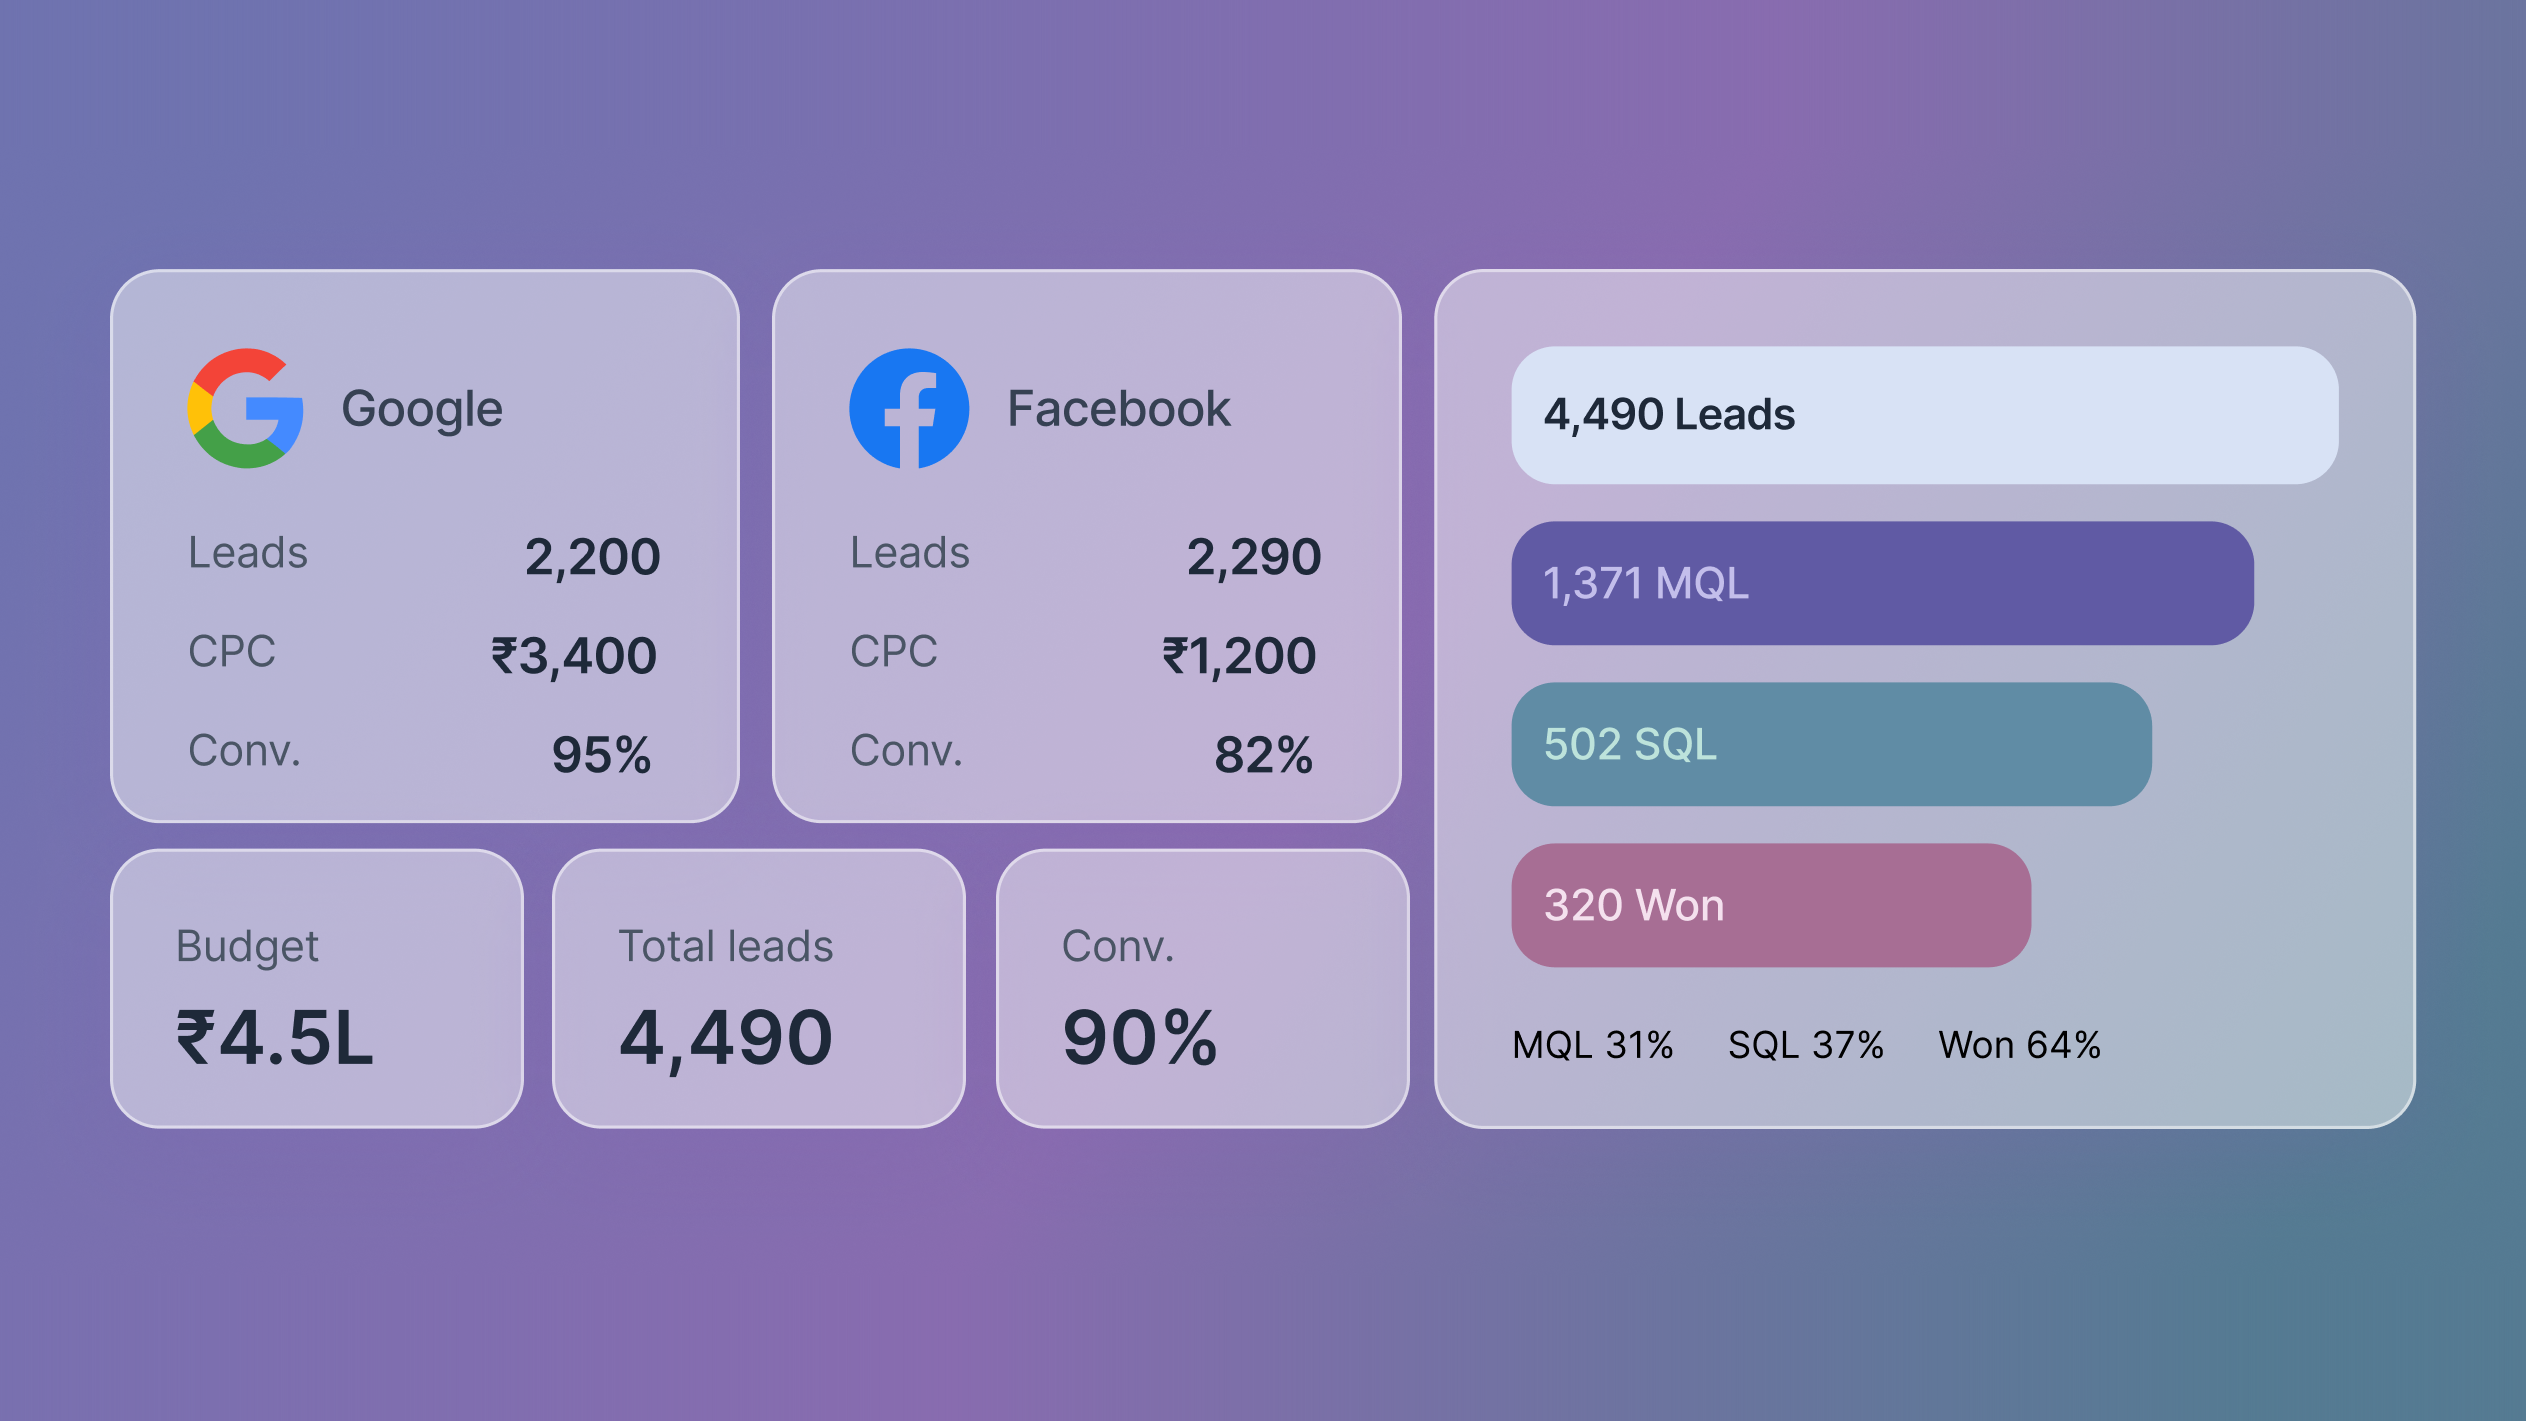 Google
Leads 2,200
CPC ₹3,400
Conv. 95%
Facebook
Leads 2,290
CPC ₹1,200
Conv. 82%
Budget
₹4.5L
Total leads
4,490
Conv.
90%
4,490 Leads
1,371 MQL
502 SQL
320 Won
MQL 31% SQL 37% Won 64%